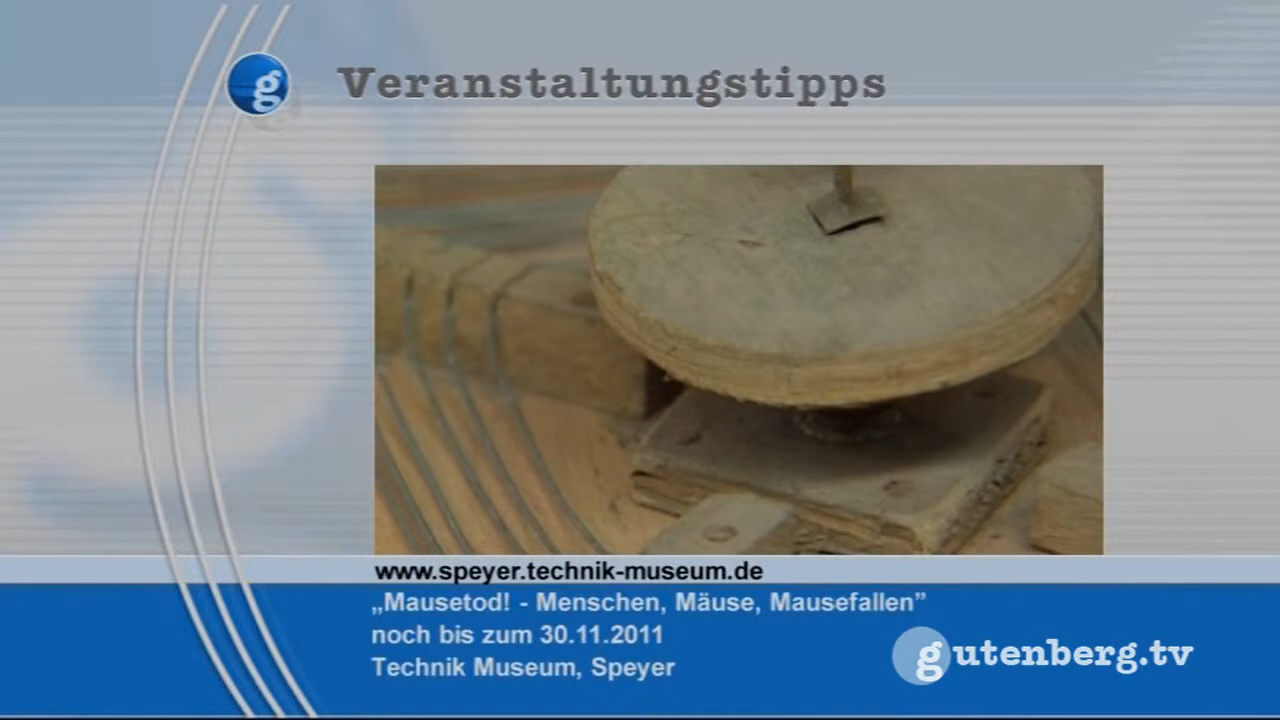 g Veranstaltungstipps
www.speyer.technik-museum.de
„Mausetod! - Menschen, Mäuse, Mausefallen”
noch bis zum 30.11.2011
Technik Museum, Speyer
gutenberg.tv